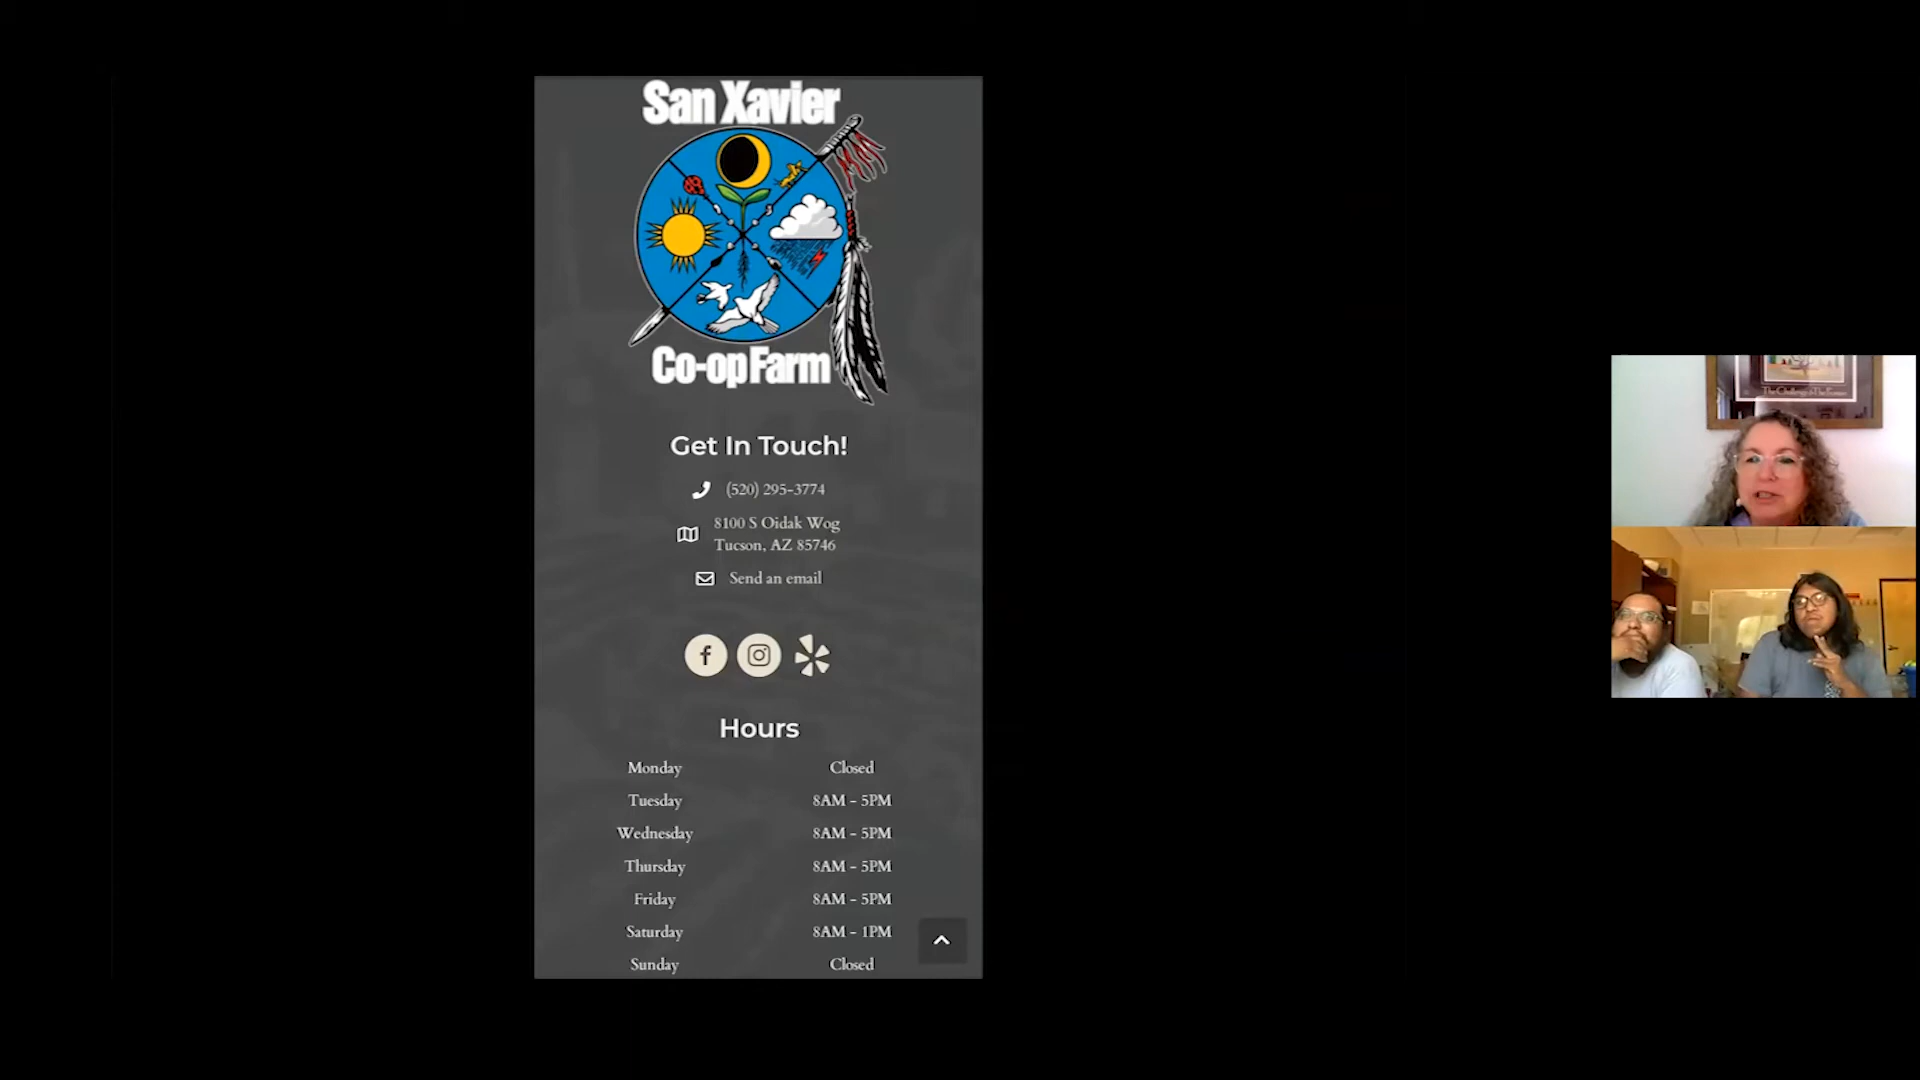 San Xavier
Co-op Farm
Get In Touch!
(520) 295-3774
8100 S Oidak Wog
Tucson, AZ 85746
Send an email
Hours
Monday Closed
Tuesday 8AM - 5PM
Wednesday 8AM - 5PM
Thursday 8AM - 5PM
Friday 8AM - 5PM
Saturday 8AM - 1PM
Sunday Closed